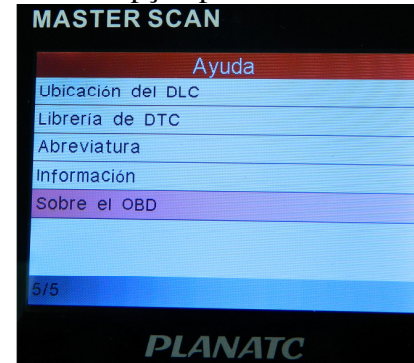 MASTER SCAN
Ayuda
Ubicación del DLC
Librería de DTC
Abreviatura
Información
Sobre el OBD
5/5
PLANATC